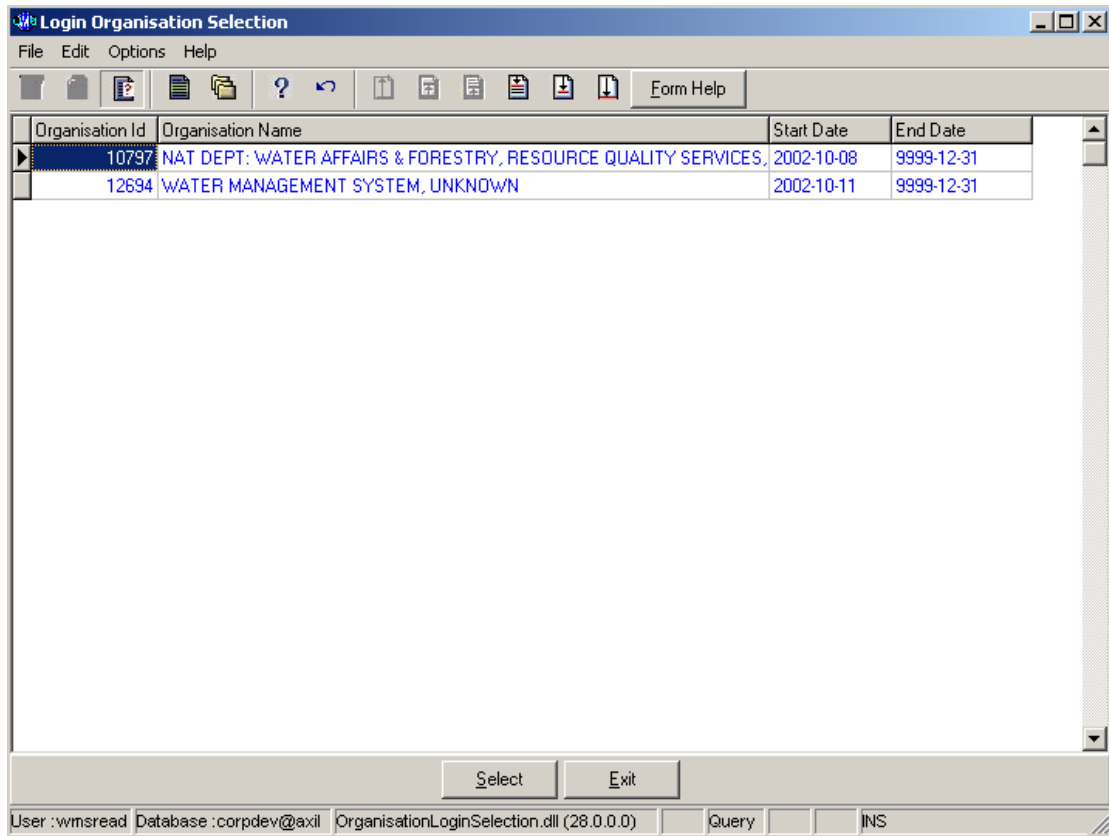 Login Organisation Selection
File Edit Options Help
Form Help
Organisation Id Organisation Name Start Date End Date
10797 NAT DEPT: WATER AFFAIRS & FORESTRY, RESOURCE QUALITY SERVICES, 2002-10-08 9999-12-31
12694 WATER MANAGEMENT SYSTEM, UNKNOWN 2002-10-11 9999-12-31
Select Exit
User :wmsread Database :corpdev@axil OrganisationLoginSelection.dll (28.0.0.0) Query INS